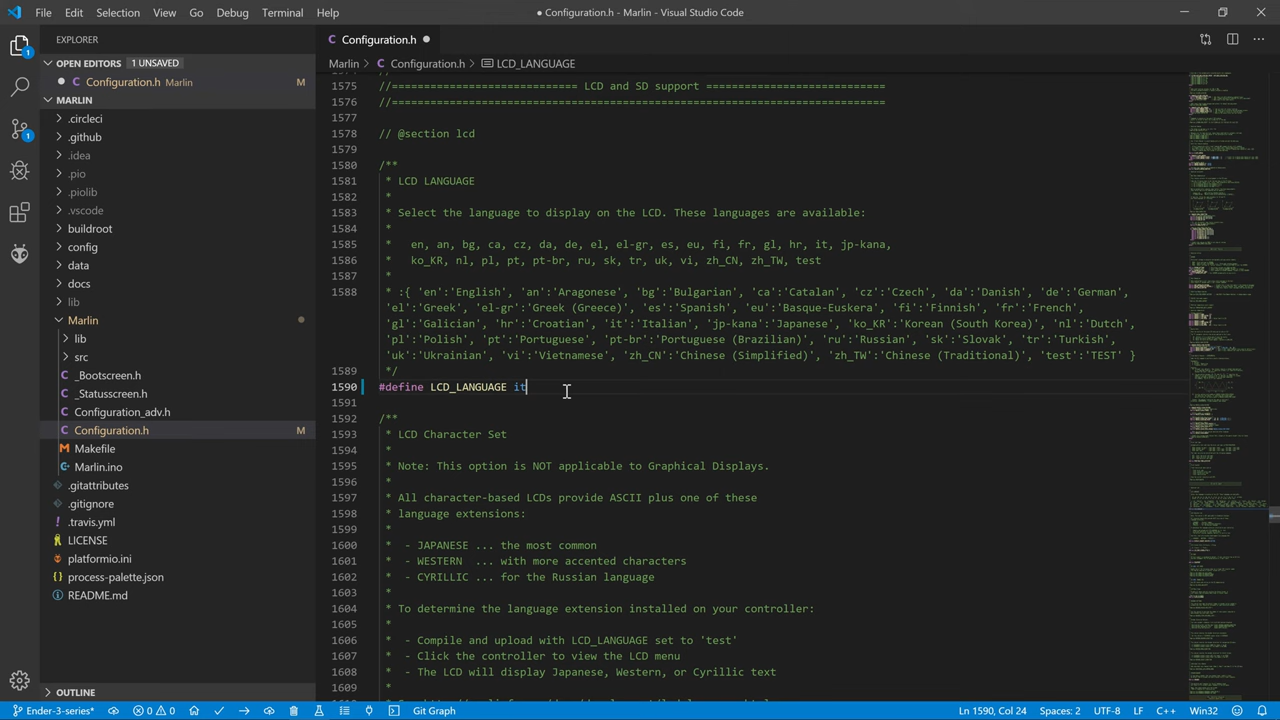 File Edit Selection View Go Debug Terminal Help
● Configuration.h - Marlin - Visual Studio Code
EXPLORER
OPEN EDITORS 1 UNSAVED
Configuration.h Marlin M
MARLIN
.circleci
.github
.idea
.pio
.piolib
.vscode
buildroot
config
data
docs
lib
Marlin
lib
src
_Bootscreen.h
_Statusscreen.h
Configuration_adv.h
Configuration.h M
Makefile
Marlin.ino
.gitattributes
.gitignore
.travis.yml
LICENSE
platformio.ini
process-palette.json
README.md
OUTLINE
Configuration.h
Marlin > Configuration.h > LCD_LANGUAGE
1575 //============================= LCD and SD support ============================
1576 //=============================================================================
1577
1578 // @section lcd
1579
1580 /**
1581 * LCD LANGUAGE
1582 *
1583 * Select the language to display on the LCD. These languages are available:
1584 *
1585 * en, an, bg, ca, cz, da, de, el, el-gr, es, eu, fi, fr, gl, hr, it, jp-kana,
1586 * ko_KR, nl, pl, pt, pt-br, ru, sk, tr, uk, vi, zh_CN, zh_TW, test
1587 *
'en':'English', 'an':'Aragonese', 'bg':'Bulgarian', 'ca':'Catalan', 'cz':'Czech', 'da':'Danish', 'de':'German',
'el':'Greek', 'el-gr':'Greek (Greece)', 'es':'Spanish', 'eu':'Basque-Euskera', 'fi':'Finnish', 'fr':'French',
'gl':'Galician', 'hr':'Croatian', 'it':'Italian', 'jp-kana':'Japanese', 'ko_KR':'Korean (South Korea)', 'nl':'Dutch',
'pl':'Polish', 'pt':'Portuguese', 'pt-br':'Portuguese (Brazilian)', 'ru':'Russian', 'sk':'Slovak', 'tr':'Turkish',
'uk':'Ukrainian', 'vi':'Vietnamese', 'zh_CN':'Chinese (Simplified)', 'zh_TW':'Chinese (Traditional)', 'test':'TEST' }
1589 */
1590 #define LCD_LANGUAGE it
1591
1592 /**
1593 * LCD Character Set
1594 *
1595 * Note: This option is NOT applicable to Graphical Displays.
1596 *
1597 * All character-based LCDs provide ASCII plus one of these
1598 * language extensions:
1599 *
1600 * - JAPANESE ... the most common
1601 * - WESTERN ... with more accented characters
1602 * - CYRILLIC ... for the Russian language
1603 *
1604 * To determine the language extension installed on your controller:
1605 *
1606 * - Compile and upload with LCD_LANGUAGE set to 'test'
1607 * - Click the controller to view the LCD menu
1608 * - The LCD will display Japanese, Western, or Cyrillic text
1609 *
Git Graph
Ln 1590, Col 24 Spaces: 2 UTF-8 LF C++ Win32